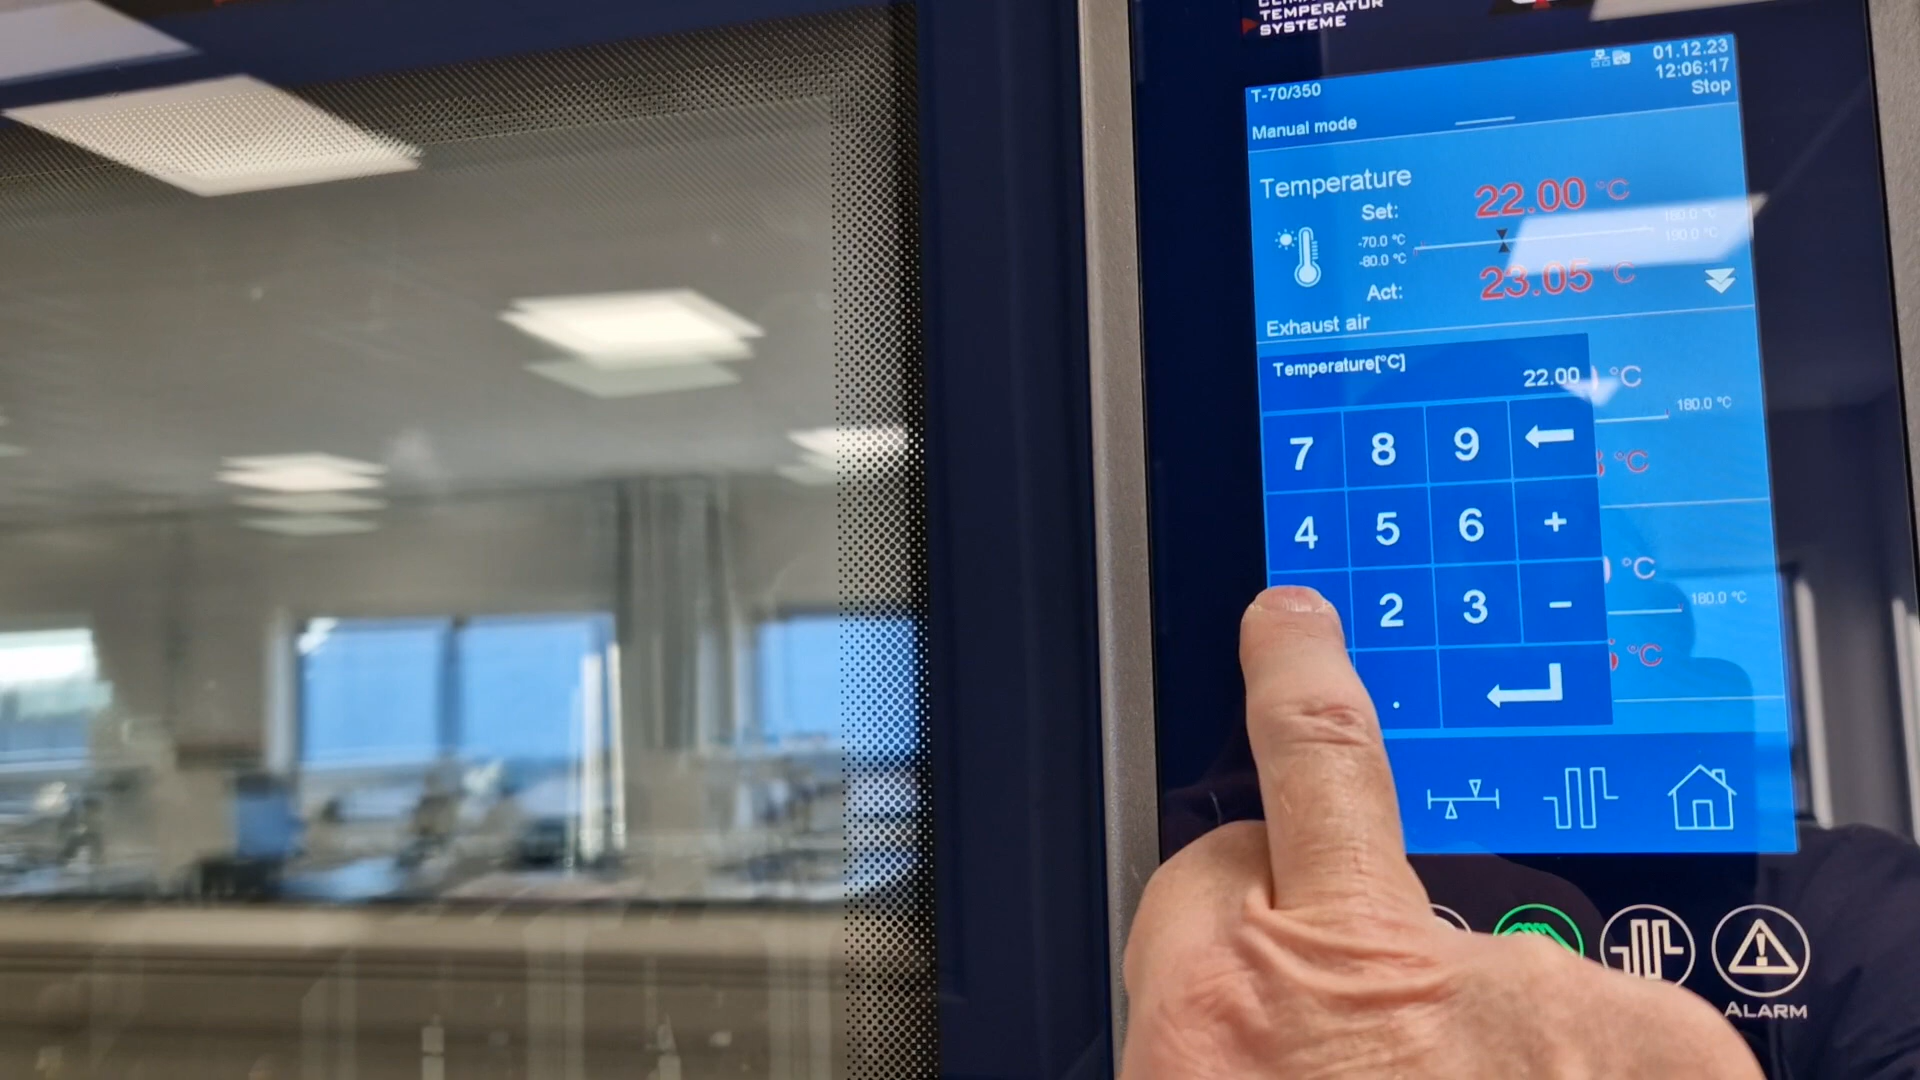 TEMPERATUR
SYSTEME
01.12.23
12:06:17
T-70/350
Stop
Manual mode
Temperature
22.00 °C
Set:
180.0 °C
-70.0 °C
190.0 °C
-80.0 °C
23.05 °C
Act:
Exhaust air
Temperature[°C]
22.00
°C
180.0 °C
7 8 9
°C
4 5 6 +
°C
2 3 -
180.0 °C
°C
.
ALARM